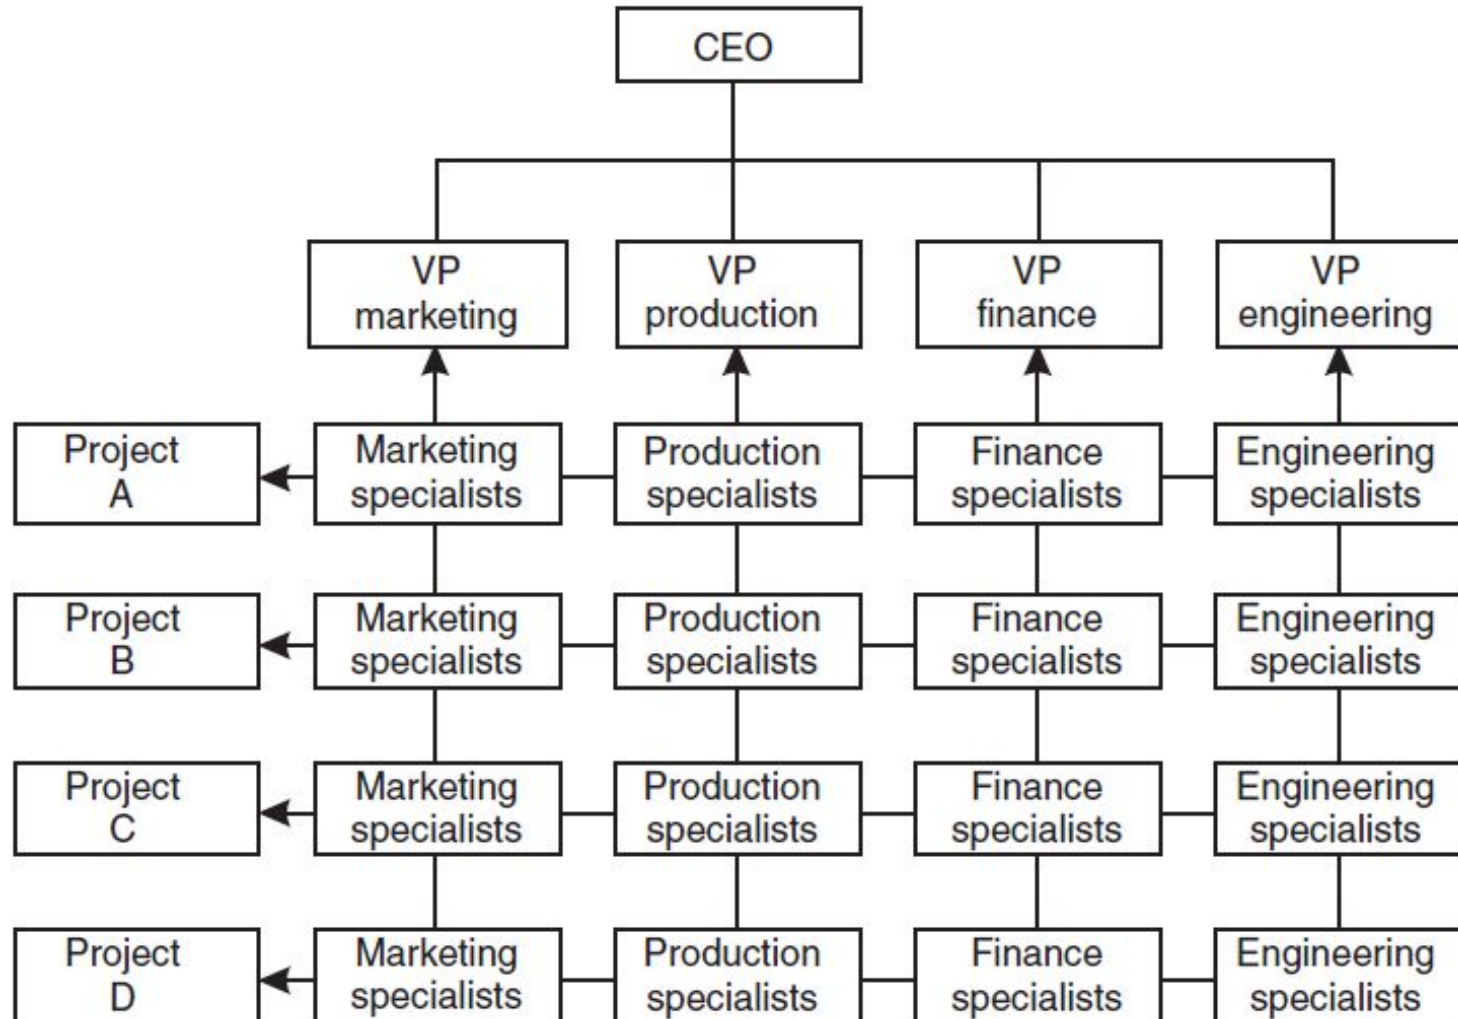 CEO
VP
marketing
VP
production
VP
finance
VP
engineering
Project
A
Marketing
specialists
Production
specialists
Finance
specialists
Engineering
specialists
Project
B
Marketing
specialists
Production
specialists
Finance
specialists
Engineering
specialists
Project
C
Marketing
specialists
Production
specialists
Finance
specialists
Engineering
specialists
Project
D
Marketing
specialists
Production
specialists
Finance
specialists
Engineering
specialists